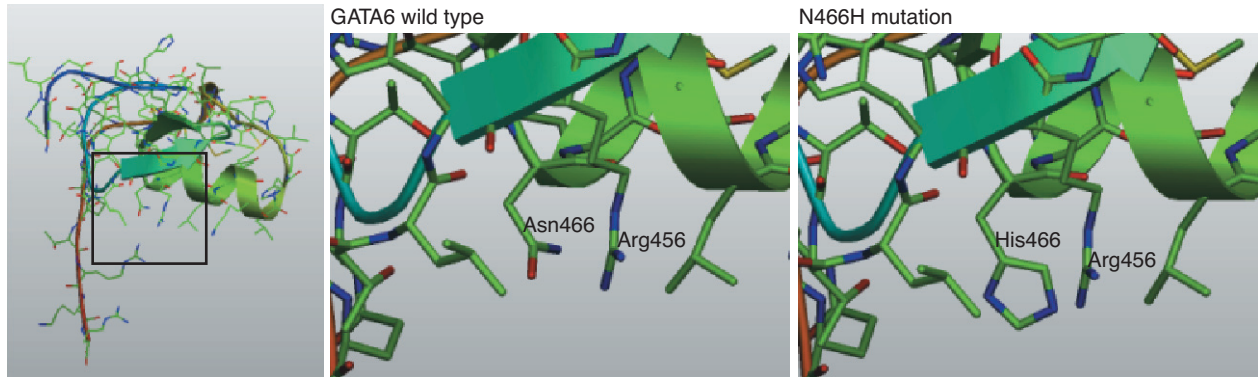 GATA6 wild type
N466H mutation
Asn466
Arg456
His466
Arg456